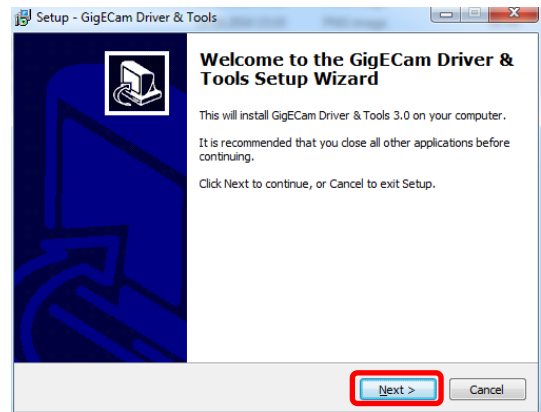 Setup - GigECam Driver & Tools
Welcome to the GigECam Driver &
Tools Setup Wizard
This will install GigECam Driver & Tools 3.0 on your computer.
It is recommended that you close all other applications before
continuing.
Click Next to continue, or Cancel to exit Setup.
Next >
Cancel